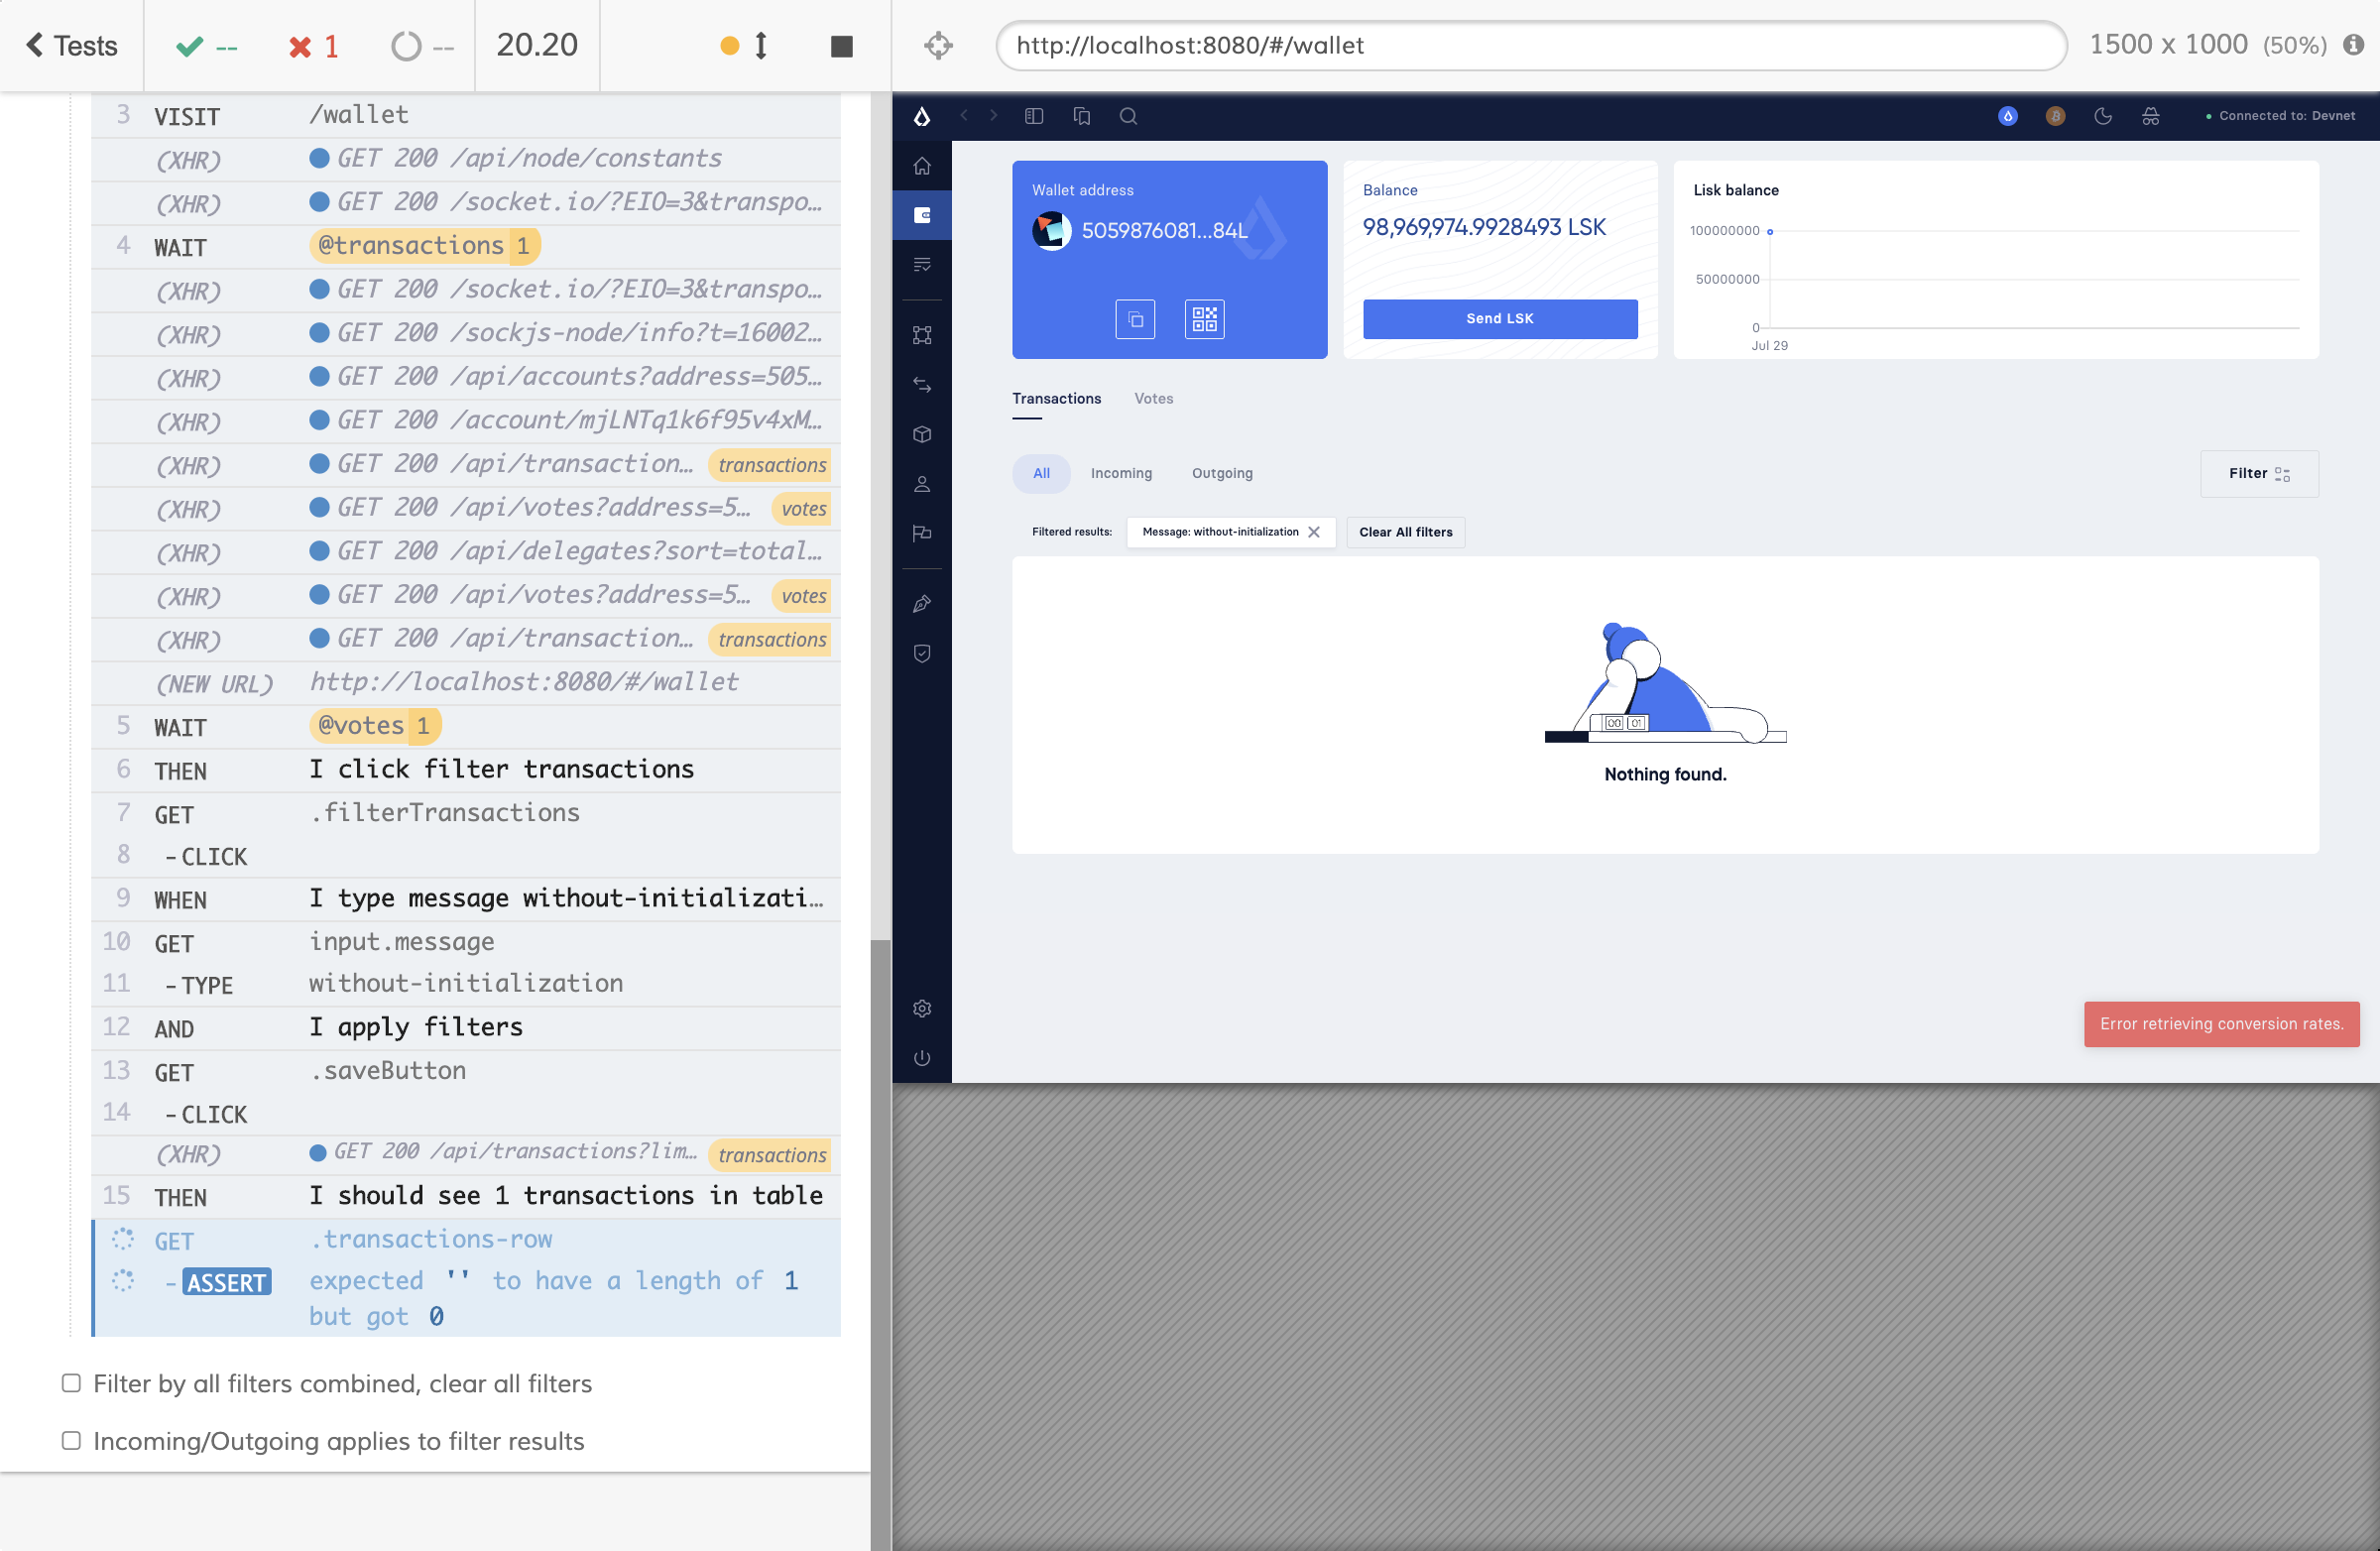 Tests
--
1
--
20.20
http://localhost:8080/#/wallet
1500 x 1000 (50%)
3 VISIT /wallet
(XHR) GET 200 /api/node/constants
(XHR) GET 200 /socket.io/?EIO=3&transpo…
4 WAIT @transactions 1
(XHR) GET 200 /socket.io/?EIO=3&transpo…
(XHR) GET 200 /sockjs-node/info?t=16002…
(XHR) GET 200 /api/accounts?address=505…
(XHR) GET 200 /account/mjLNTq1k6f95v4xM…
(XHR) GET 200 /api/transaction… transactions
(XHR) GET 200 /api/votes?address=5… votes
(XHR) GET 200 /api/delegates?sort=total…
(XHR) GET 200 /api/votes?address=5… votes
(XHR) GET 200 /api/transaction… transactions
(NEW URL) http://localhost:8080/#/wallet
5 WAIT @votes 1
6 THEN I click filter transactions
7 GET .filterTransactions
8 -CLICK
9 WHEN I type message without-initializati…
10 GET input.message
11 -TYPE without-initialization
12 AND I apply filters
13 GET .saveButton
14 -CLICK
(XHR) GET 200 /api/transactions?lim… transactions
15 THEN I should see 1 transactions in table
GET .transactions-row
-ASSERT expected '' to have a length of 1
but got 0
Filter by all filters combined, clear all filters
Incoming/Outgoing applies to filter results
Connected to: Devnet
Wallet address
5059876081...84L
Balance
98,969,974.9928493 LSK
Send LSK
Lisk balance
100000000
50000000
0
Jul 29
Transactions Votes
All Incoming Outgoing
Filter
Filtered results: Message: without-initialization Clear All filters
00 01
Nothing found.
Error retrieving conversion rates.